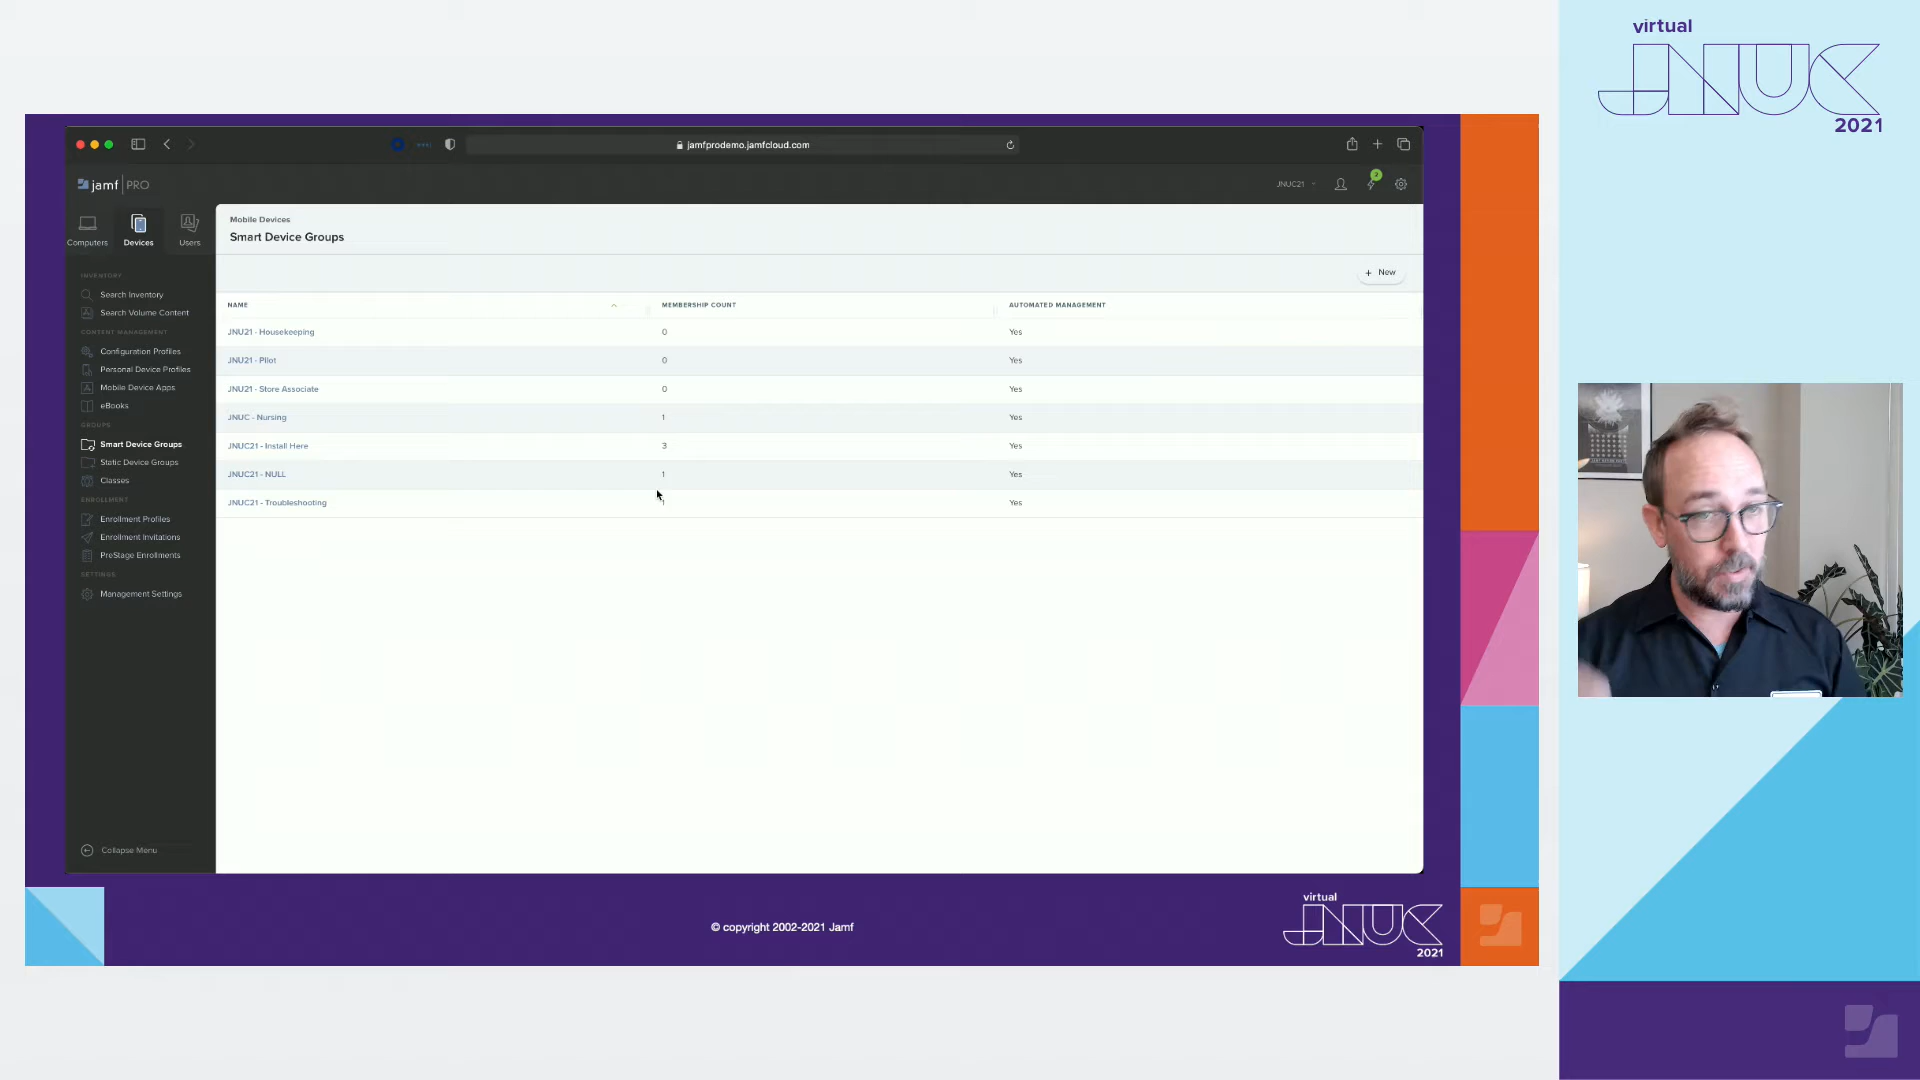 virtual
JNUC
2021
jamfprodemo.jamfcloud.com
jamf PRO
JNUC21
2
Computers
Devices
Users
Mobile Devices
Smart Device Groups
New
INVENTORY
Search Inventory
Search Volume Content
CONTENT MANAGEMENT
Configuration Profiles
Personal Device Profiles
Mobile Device Apps
eBooks
GROUPS
Smart Device Groups
Static Device Groups
Classes
ENROLLMENT
Enrollment Profiles
Enrollment Invitations
PreStage Enrollments
SETTINGS
Management Settings
Collapse Menu
NAME MEMBERSHIP COUNT AUTOMATED MANAGEMENT
JNU21 - Housekeeping 0 Yes
JNU21 - Pilot 0 Yes
JNU21 - Store Associate 0 Yes
JNUC - Nursing 1 Yes
JNUC21 - Install Here 3 Yes
JNUC21 - NULL 1 Yes
JNUC21 - Troubleshooting 1 Yes
© copyright 2002-2021 Jamf
virtual
JNUC
2021